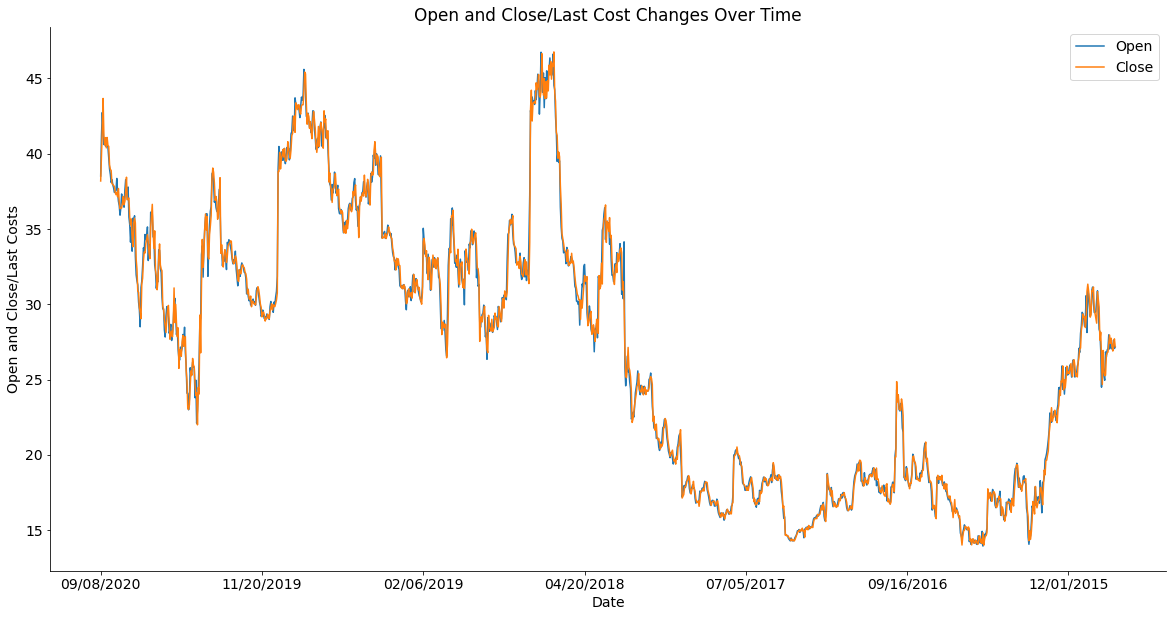 Open and Close/Last Cost Changes Over Time
Open
Close
Open and Close/Last Costs
45
40
35
30
25
20
15
09/08/2020
11/20/2019
02/06/2019
04/20/2018
07/05/2017
09/16/2016
12/01/2015
Date